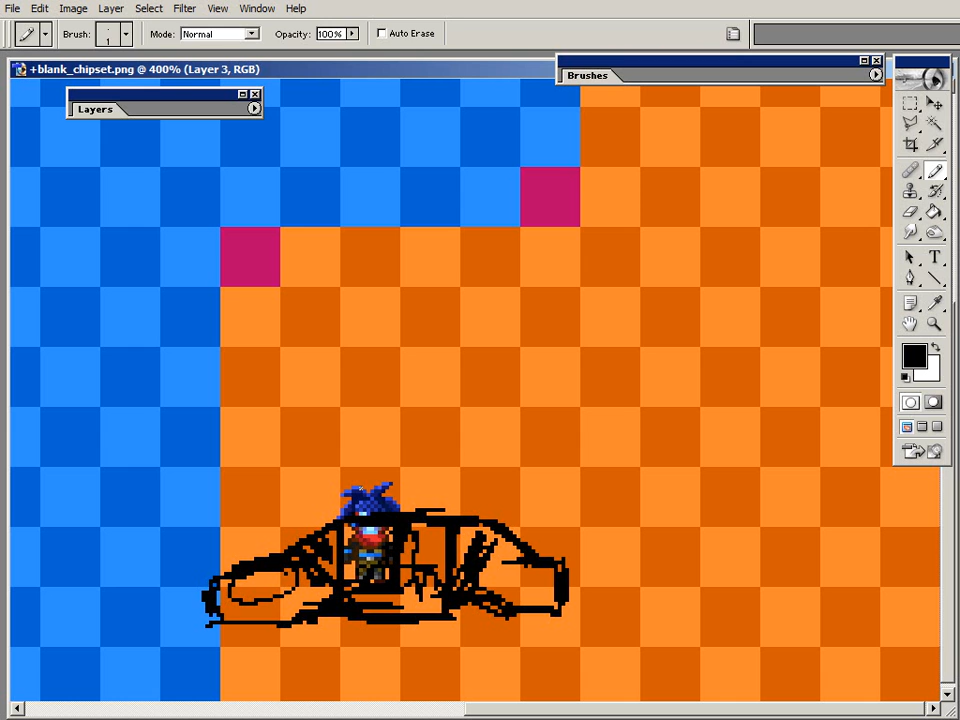 File Edit Image Layer Select Filter View Window Help
Brush: 1 Mode: Normal Opacity: 100% Auto Erase
+blank_chipset.png @ 400% (Layer 3, RGB)
Brushes
Layers
T